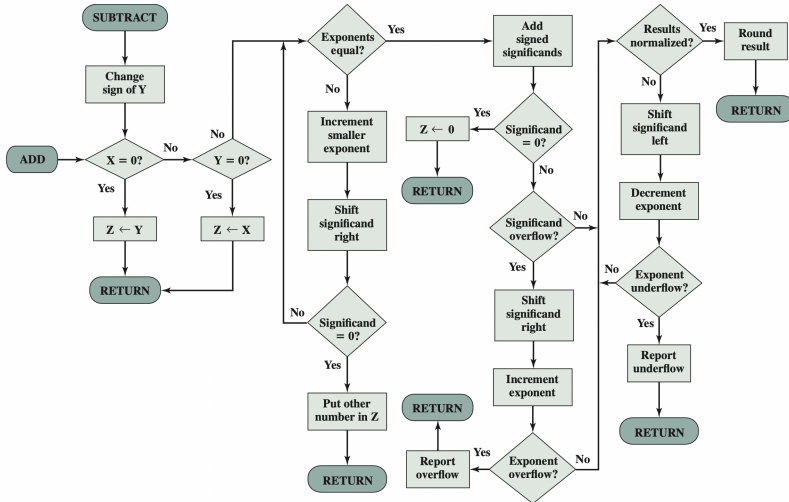 SUBTRACT
Change
sign of Y
ADD
X = 0?
No
Yes
Z ← Y
RETURN
Y = 0?
No
Yes
Z ← X
Exponents
equal?
Yes
No
Increment
smaller
exponent
Shift
significand
right
Significand
= 0?
No
Yes
Put other
number in Z
RETURN
Add
signed
significands
Significand
= 0?
Yes
No
Z ← 0
RETURN
Significand
overflow?
No
Yes
Shift
significand
right
Increment
exponent
Exponent
overflow?
Yes
No
Report
overflow
RETURN
Results
normalized?
Yes
No
Round
result
RETURN
Shift
significand
left
Decrement
exponent
Exponent
underflow?
No
Yes
Report
underflow
RETURN